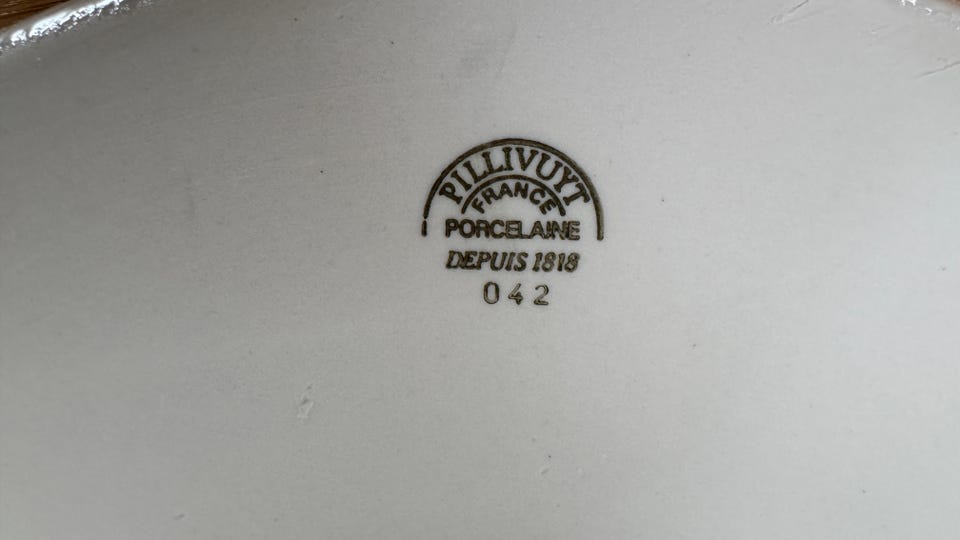 PILLIVUYT
FRANCE
PORCELAINE
DEPUIS 1818
042